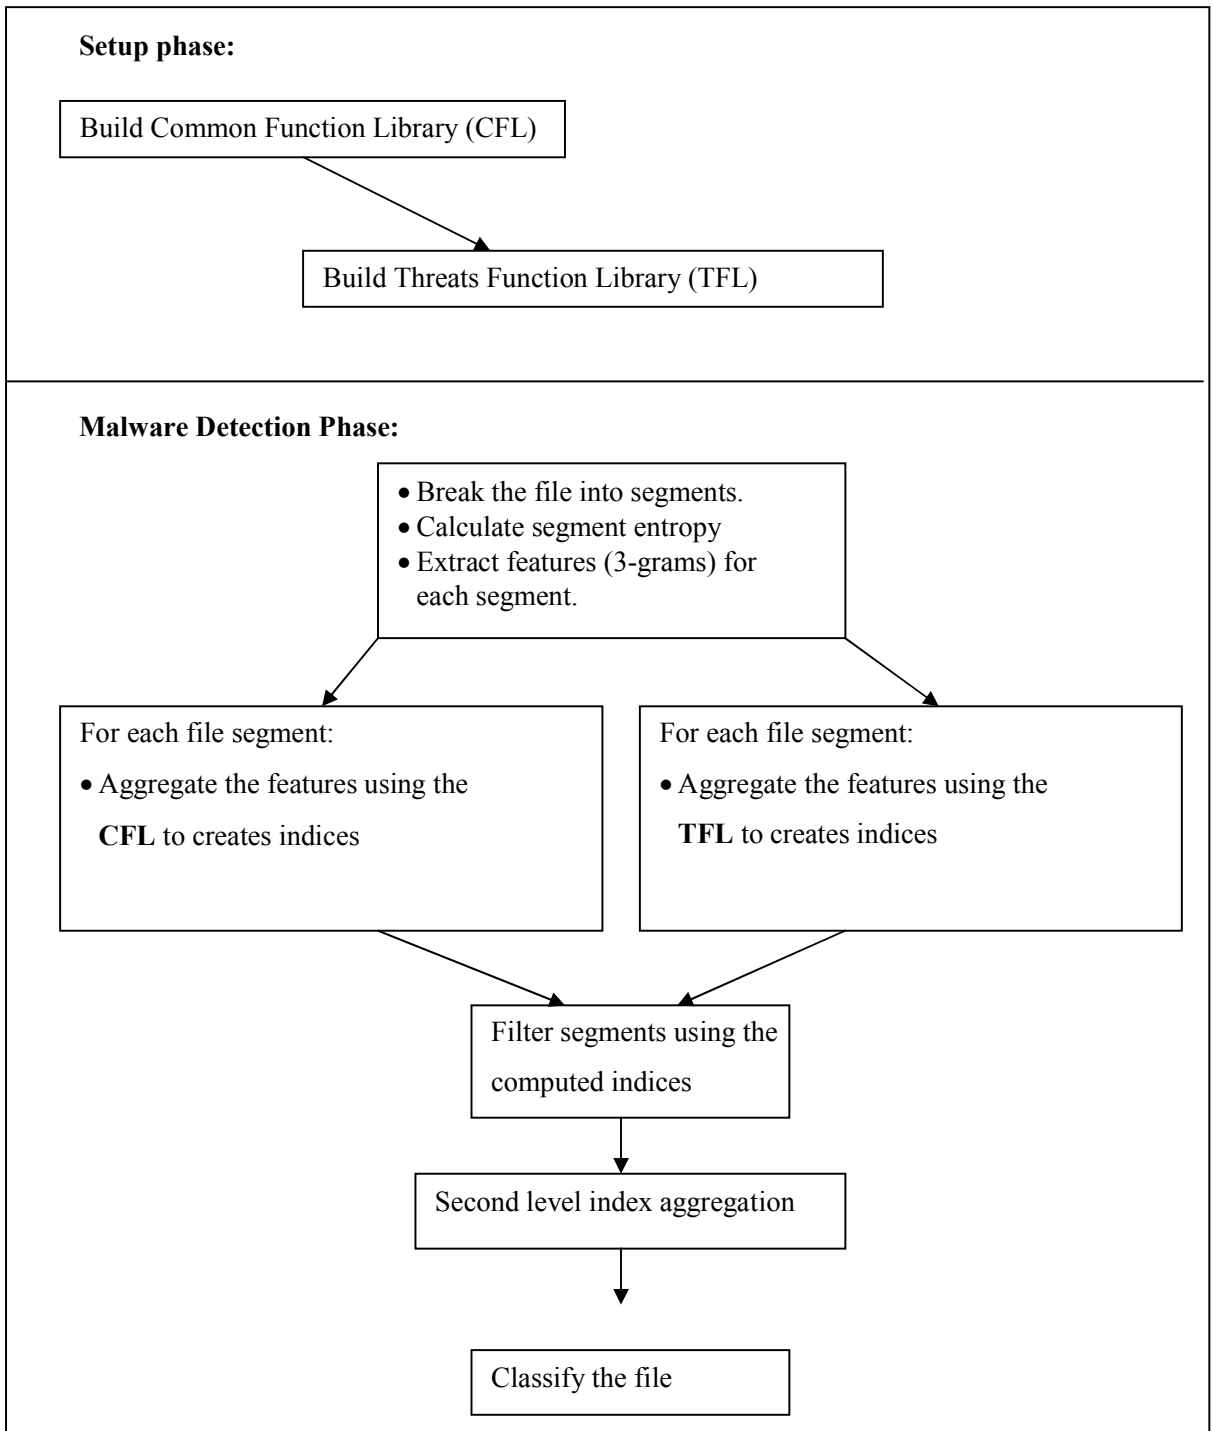 Setup phase:
Build Common Function Library (CFL)
Build Threats Function Library (TFL)
Malware Detection Phase:
• Break the file into segments.
• Calculate segment entropy
• Extract features (3-grams) for
each segment.
For each file segment:
• Aggregate the features using the
CFL to creates indices
For each file segment:
• Aggregate the features using the
TFL to creates indices
Filter segments using the
computed indices
Second level index aggregation
Classify the file